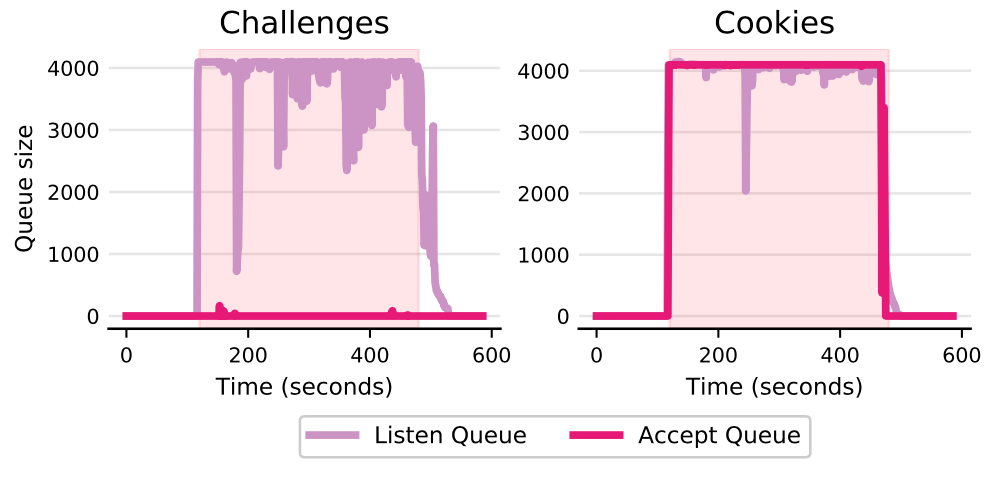 Challenges
Cookies
Queue size
4000
3000
2000
1000
0
0 200 400 600
Time (seconds)
4000
3000
2000
1000
0
0 200 400 600
Time (seconds)
Listen Queue
Accept Queue